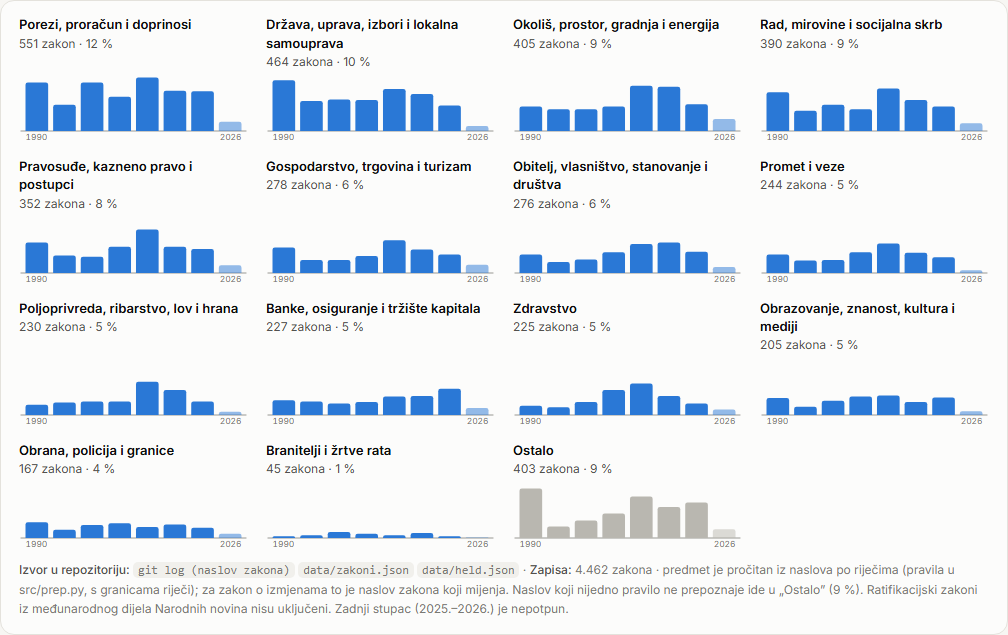 Porezi, proračun i doprinosi
551 zakon · 12 %
1990
2026
Država, uprava, izbori i lokalna
samouprava
464 zakona · 10 %
1990
2026
Okoliš, prostor, gradnja i energija
405 zakona · 9 %
1990
2026
Rad, mirovine i socijalna skrb
390 zakona · 9 %
1990
2026
Pravosuđe, kazneno pravo i
postupci
352 zakona · 8 %
1990
2026
Gospodarstvo, trgovina i turizam
278 zakona · 6 %
1990
2026
Obitelj, vlasništvo, stanovanje i
društva
276 zakona · 6 %
1990
2026
Promet i veze
244 zakona · 5 %
1990
2026
Poljoprivreda, ribarstvo, lov i hrana
230 zakona · 5 %
1990
2026
Banke, osiguranje i tržište kapitala
227 zakona · 5 %
1990
2026
Zdravstvo
225 zakona · 5 %
1990
2026
Obrazovanje, znanost, kultura i
mediji
205 zakona · 5 %
1990
2026
Obrana, policija i granice
167 zakona · 4 %
1990
2026
Branitelji i žrtve rata
45 zakona · 1 %
1990
2026
Ostalo
403 zakona · 9 %
1990
2026
Izvor u repozitoriju: git log (naslov zakona) data/zakoni.json data/held.json · Zapisa: 4.462 zakona · predmet je pročitan iz naslova po riječima (pravila u
src/prep.py, s granicama riječi); za zakon o izmjenama to je naslov zakona koji mijenja. Naslov koji nijedno pravilo ne prepoznaje ide u „Ostalo” (9 %). Ratifikacijski zakoni
iz međunarodnog dijela Narodnih novina nisu uključeni. Zadnji stupac (2025.–2026.) je nepotpun.